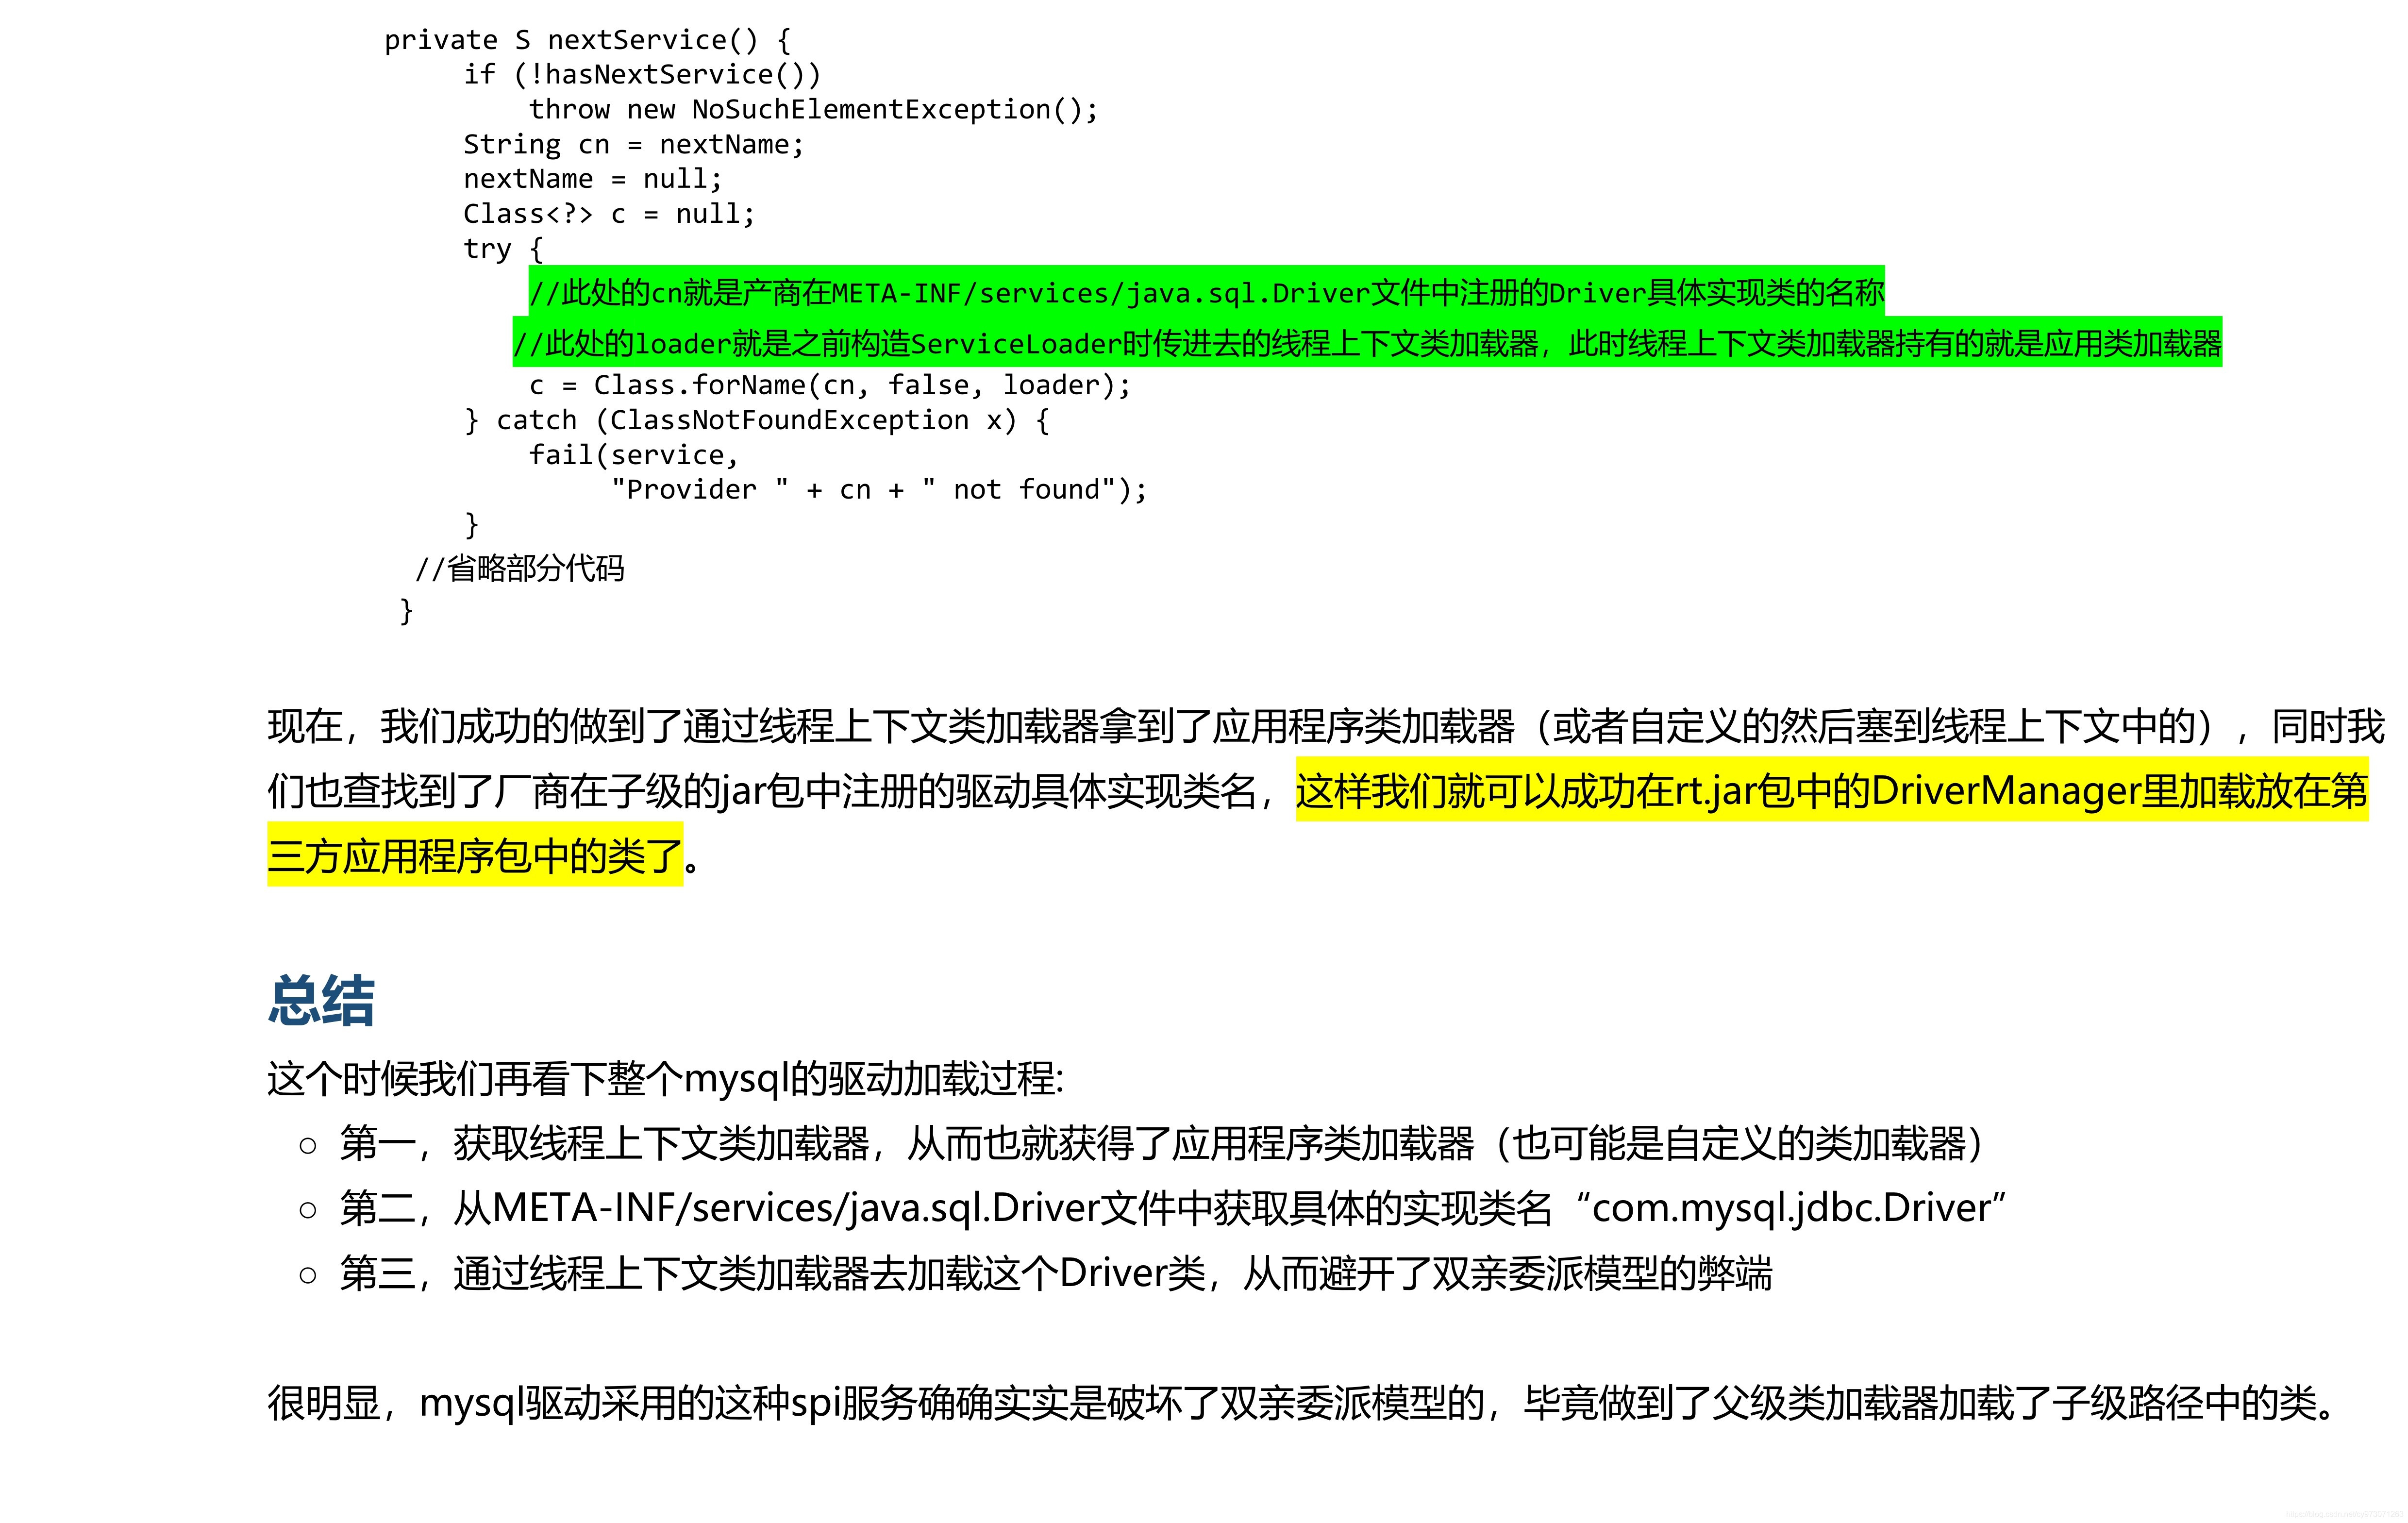 private S nextService() {
if (!hasNextService())
throw new NoSuchElementException();
String cn = nextName;
nextName = null;
Class<?> c = null;
try {
//此处的cn就是产商在META-INF/services/java.sql.Driver文件中注册的Driver具体实现类的名称
//此处的loader就是之前构造ServiceLoader时传进去的线程上下文类加载器，此时线程上下文类加载器持有的就是应用类加载器
c = Class.forName(cn, false, loader);
} catch (ClassNotFoundException x) {
fail(service,
"Provider " + cn + " not found");
}
//省略部分代码
}
现在，我们成功的做到了通过线程上下文类加载器拿到了应用程序类加载器（或者自定义的然后塞到线程上下文中的），同时我
们也查找到了厂商在子级的jar包中注册的驱动具体实现类名，这样我们就可以成功在rt.jar包中的DriverManager里加载放在第
三方应用程序包中的类了。
总结
这个时候我们再看下整个mysql的驱动加载过程:
○ 第一，获取线程上下文类加载器，从而也就获得了应用程序类加载器（也可能是自定义的类加载器）
○ 第二，从META-INF/services/java.sql.Driver文件中获取具体的实现类名“com.mysql.jdbc.Driver”
○ 第三，通过线程上下文类加载器去加载这个Driver类，从而避开了双亲委派模型的弊端
很明显，mysql驱动采用的这种spi服务确确实实是破坏了双亲委派模型的，毕竟做到了父级类加载器加载了子级路径中的类。